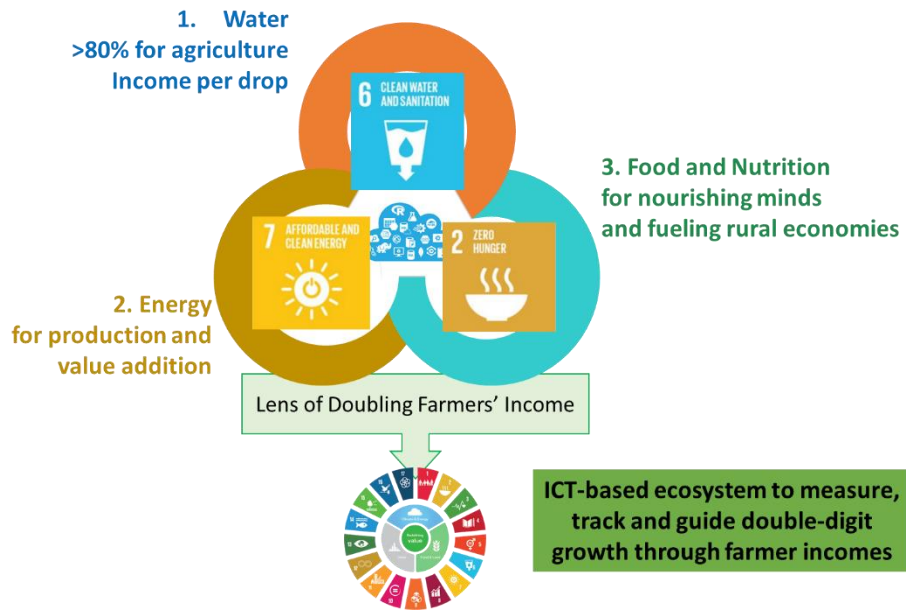 1. Water
>80% for agriculture
Income per drop
6 CLEAN WATER
AND SANITATION
3. Food and Nutrition
for nourishing minds
and fueling rural economies
7 AFFORDABLE AND
CLEAN ENERGY
2 ZERO
HUNGER
R
2. Energy
for production and
value addition
Lens of Doubling Farmers' Income
ICT-based ecosystem to measure,
track and guide double-digit
growth through farmer incomes
value